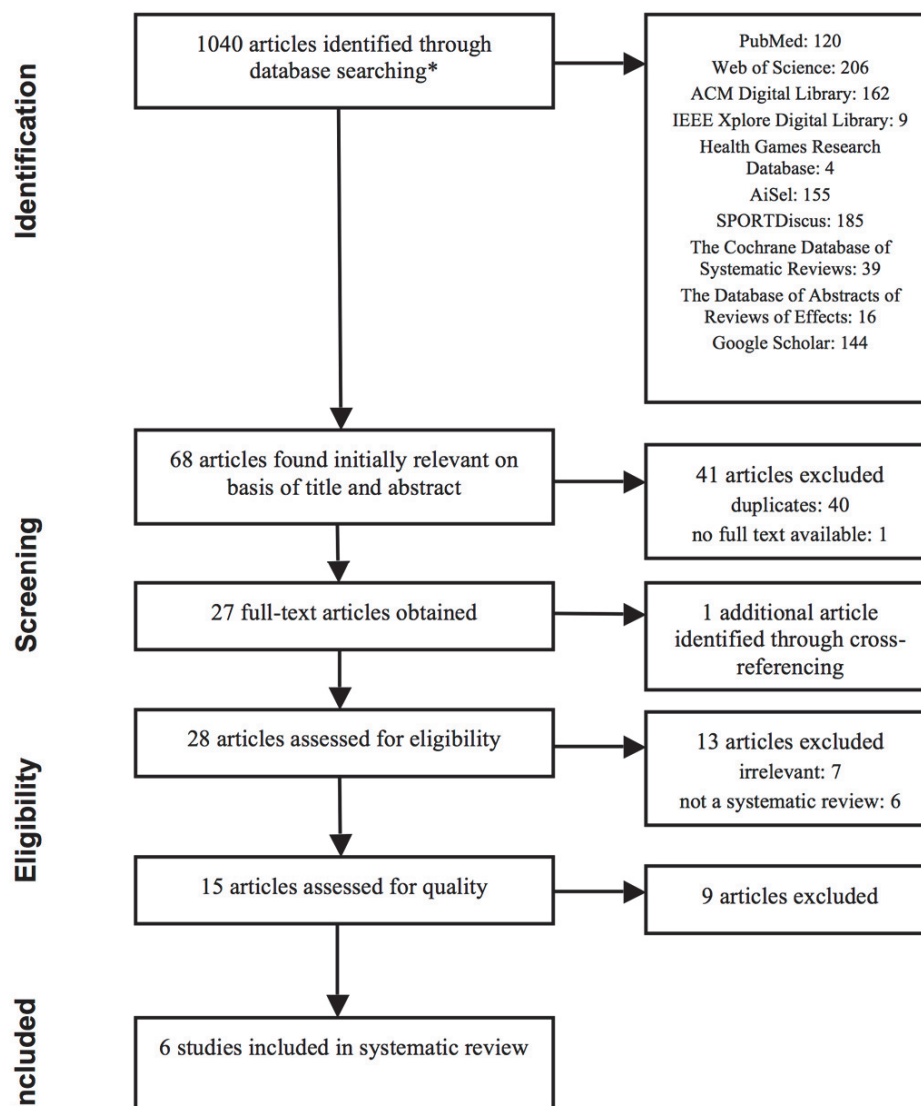 Identification
1040 articles identified through
database searching*
PubMed: 120
Web of Science: 206
ACM Digital Library: 162
IEEE Xplore Digital Library: 9
Health Games Research
Database: 4
AiSel: 155
SPORTDiscus: 185
The Cochrane Database of
Systematic Reviews: 39
The Database of Abstracts of
Reviews of Effects: 16
Google Scholar: 144
Screening
68 articles found initially relevant on
basis of title and abstract
41 articles excluded
duplicates: 40
no full text available: 1
27 full-text articles obtained
1 additional article
identified through cross-
referencing
Eligibility
28 articles assessed for eligibility
13 articles excluded
irrelevant: 7
not a systematic review: 6
15 articles assessed for quality
9 articles excluded
Included
6 studies included in systematic review